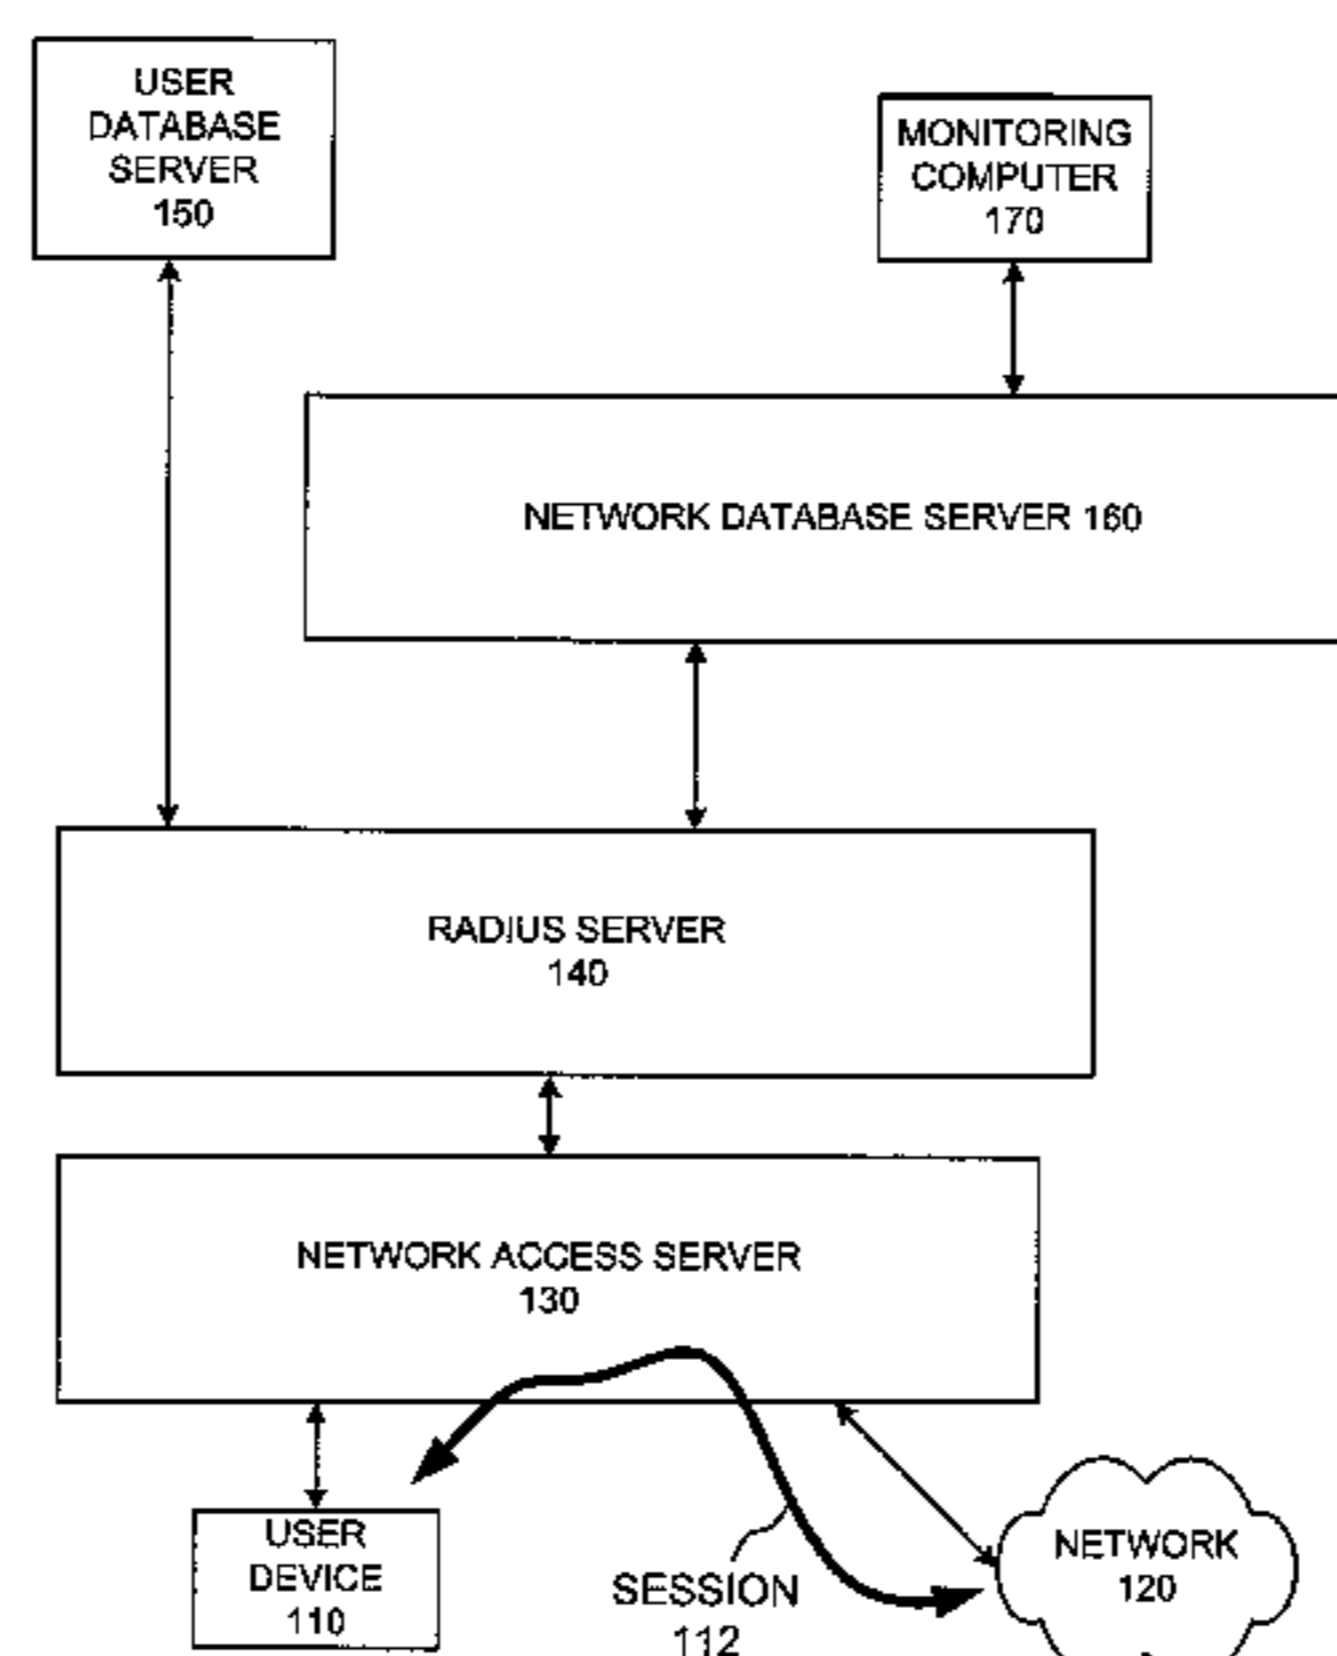 USER
DATABASE
SERVER
150
MONITORING
COMPUTER
170
NETWORK DATABASE SERVER 160
RADIUS SERVER
140
NETWORK ACCESS SERVER
130
USER
DEVICE
110
SESSION
112
NETWORK
120